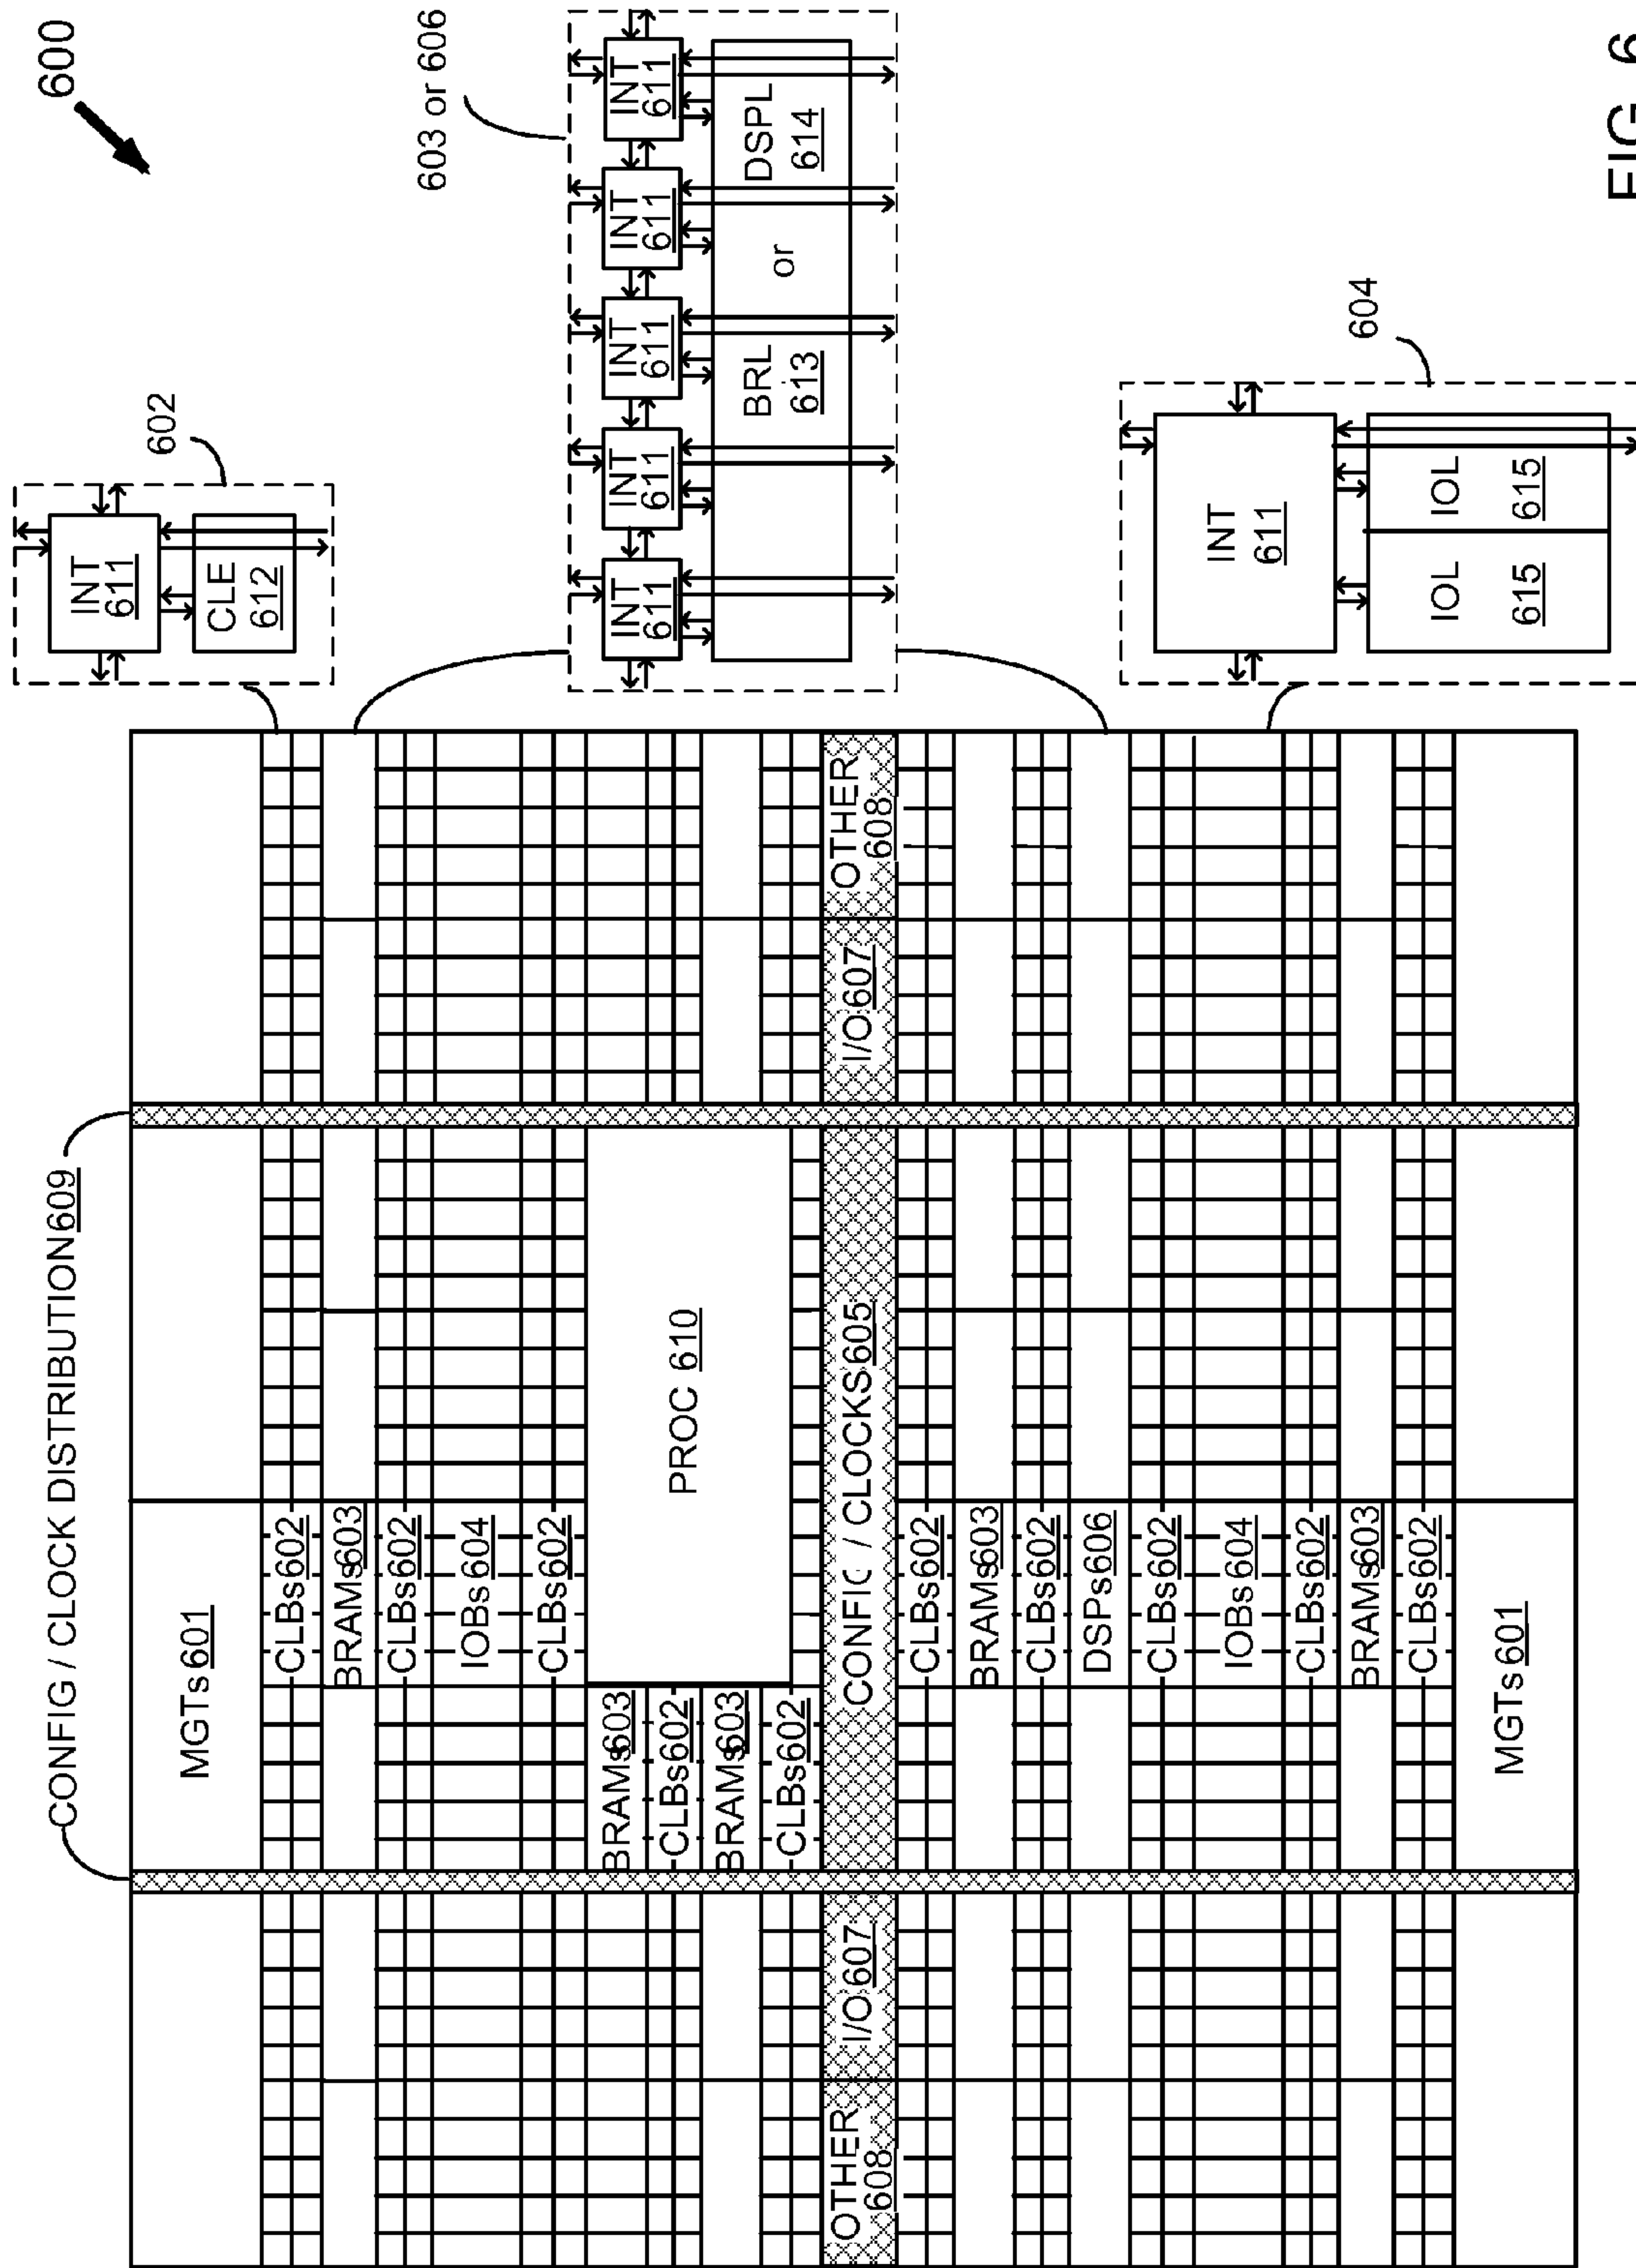 600
CONFIG / CLOCK DISTRIBUTION 609
MGTs 601
CLBs 602
BRAMs 603
CLBs 602
IOBs 604
CLBs 602
BRAMs 603
CLBs 602
BRAMs 603
CLBs 602
PROC 610
OTHER
608
I/O 607
CONFIG / CLOCKS 605
I/O 607
OTHER
608
CLBs 602
BRAMs 603
CLBs 602
DSPs 606
CLBs 602
IOBs 604
CLBs 602
BRAMs 603
CLBs 602
MGTs 601
INT
611
CLE
612
602
603 or 606
INT
611
INT
611
INT
611
INT
611
INT
611
BRL
613
or
DSPL
614
604
INT
611
IOL
615
IOL
615
FIG. 6